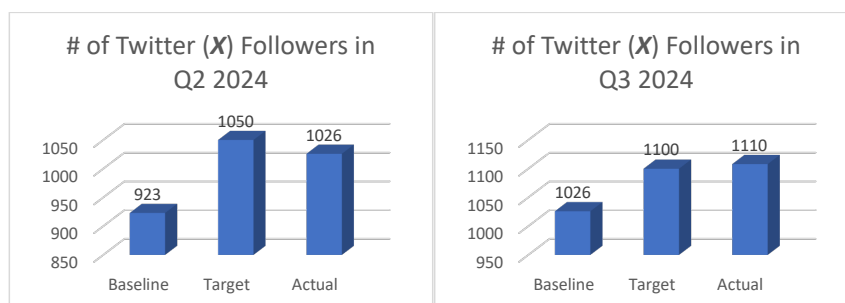 # of Twitter (X) Followers in
Q2 2024
1050
1000
950
900
850
923
1050
1026
Baseline
Target
Actual
# of Twitter (X) Followers in
Q3 2024
1150
1100
1050
1000
950
1026
1100
1110
Baseline
Target
Actual